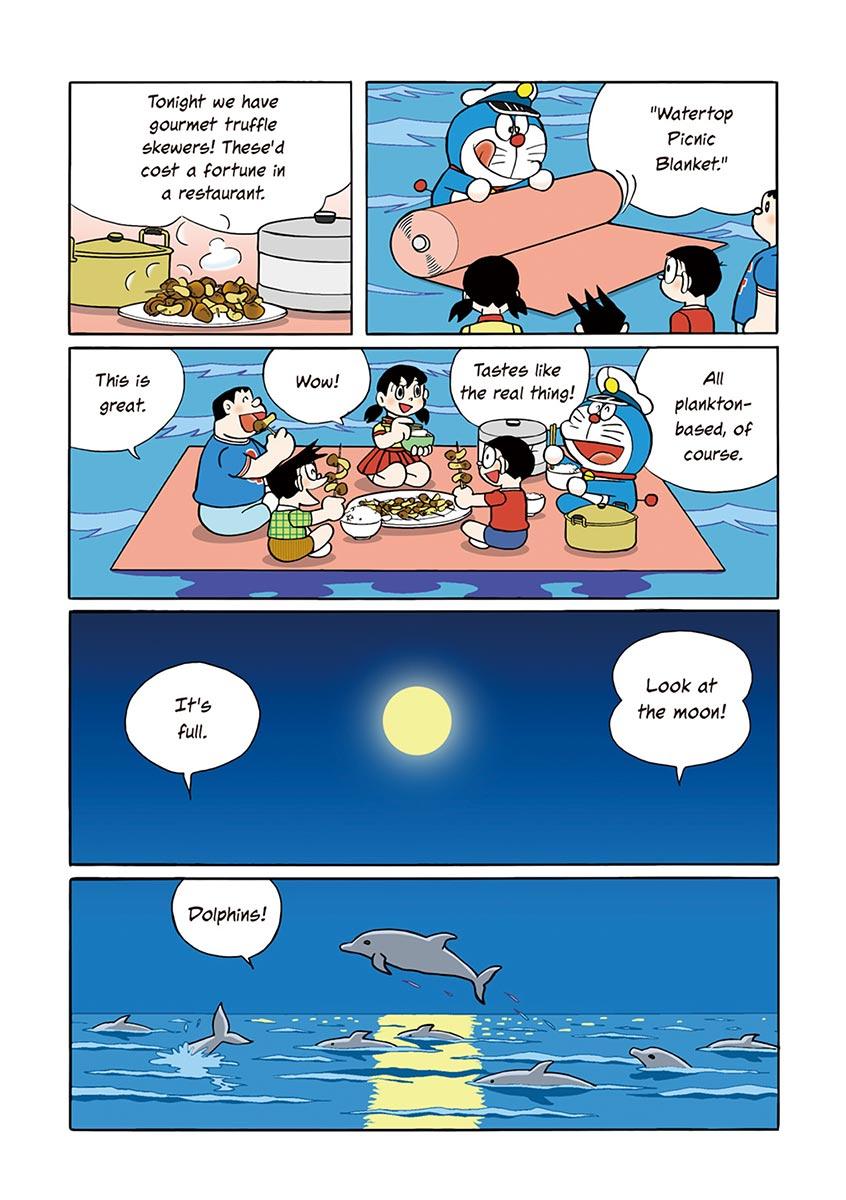 "Watertop
Picnic
Blanket."
Tonight we have
gourmet truffle
skewers! These'd
cost a fortune in
a restaurant.
All
plankton-
based, of
course.
Tastes like
the real thing!
Wow!
This is
great.
Look at
the moon!
It's
full.
Dolphins!